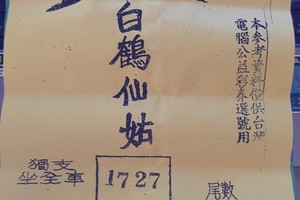 本參考資料僅供台灣
電腦公益彩券選號用
白鶴仙姑
獨支
坐全車
1727
尾數